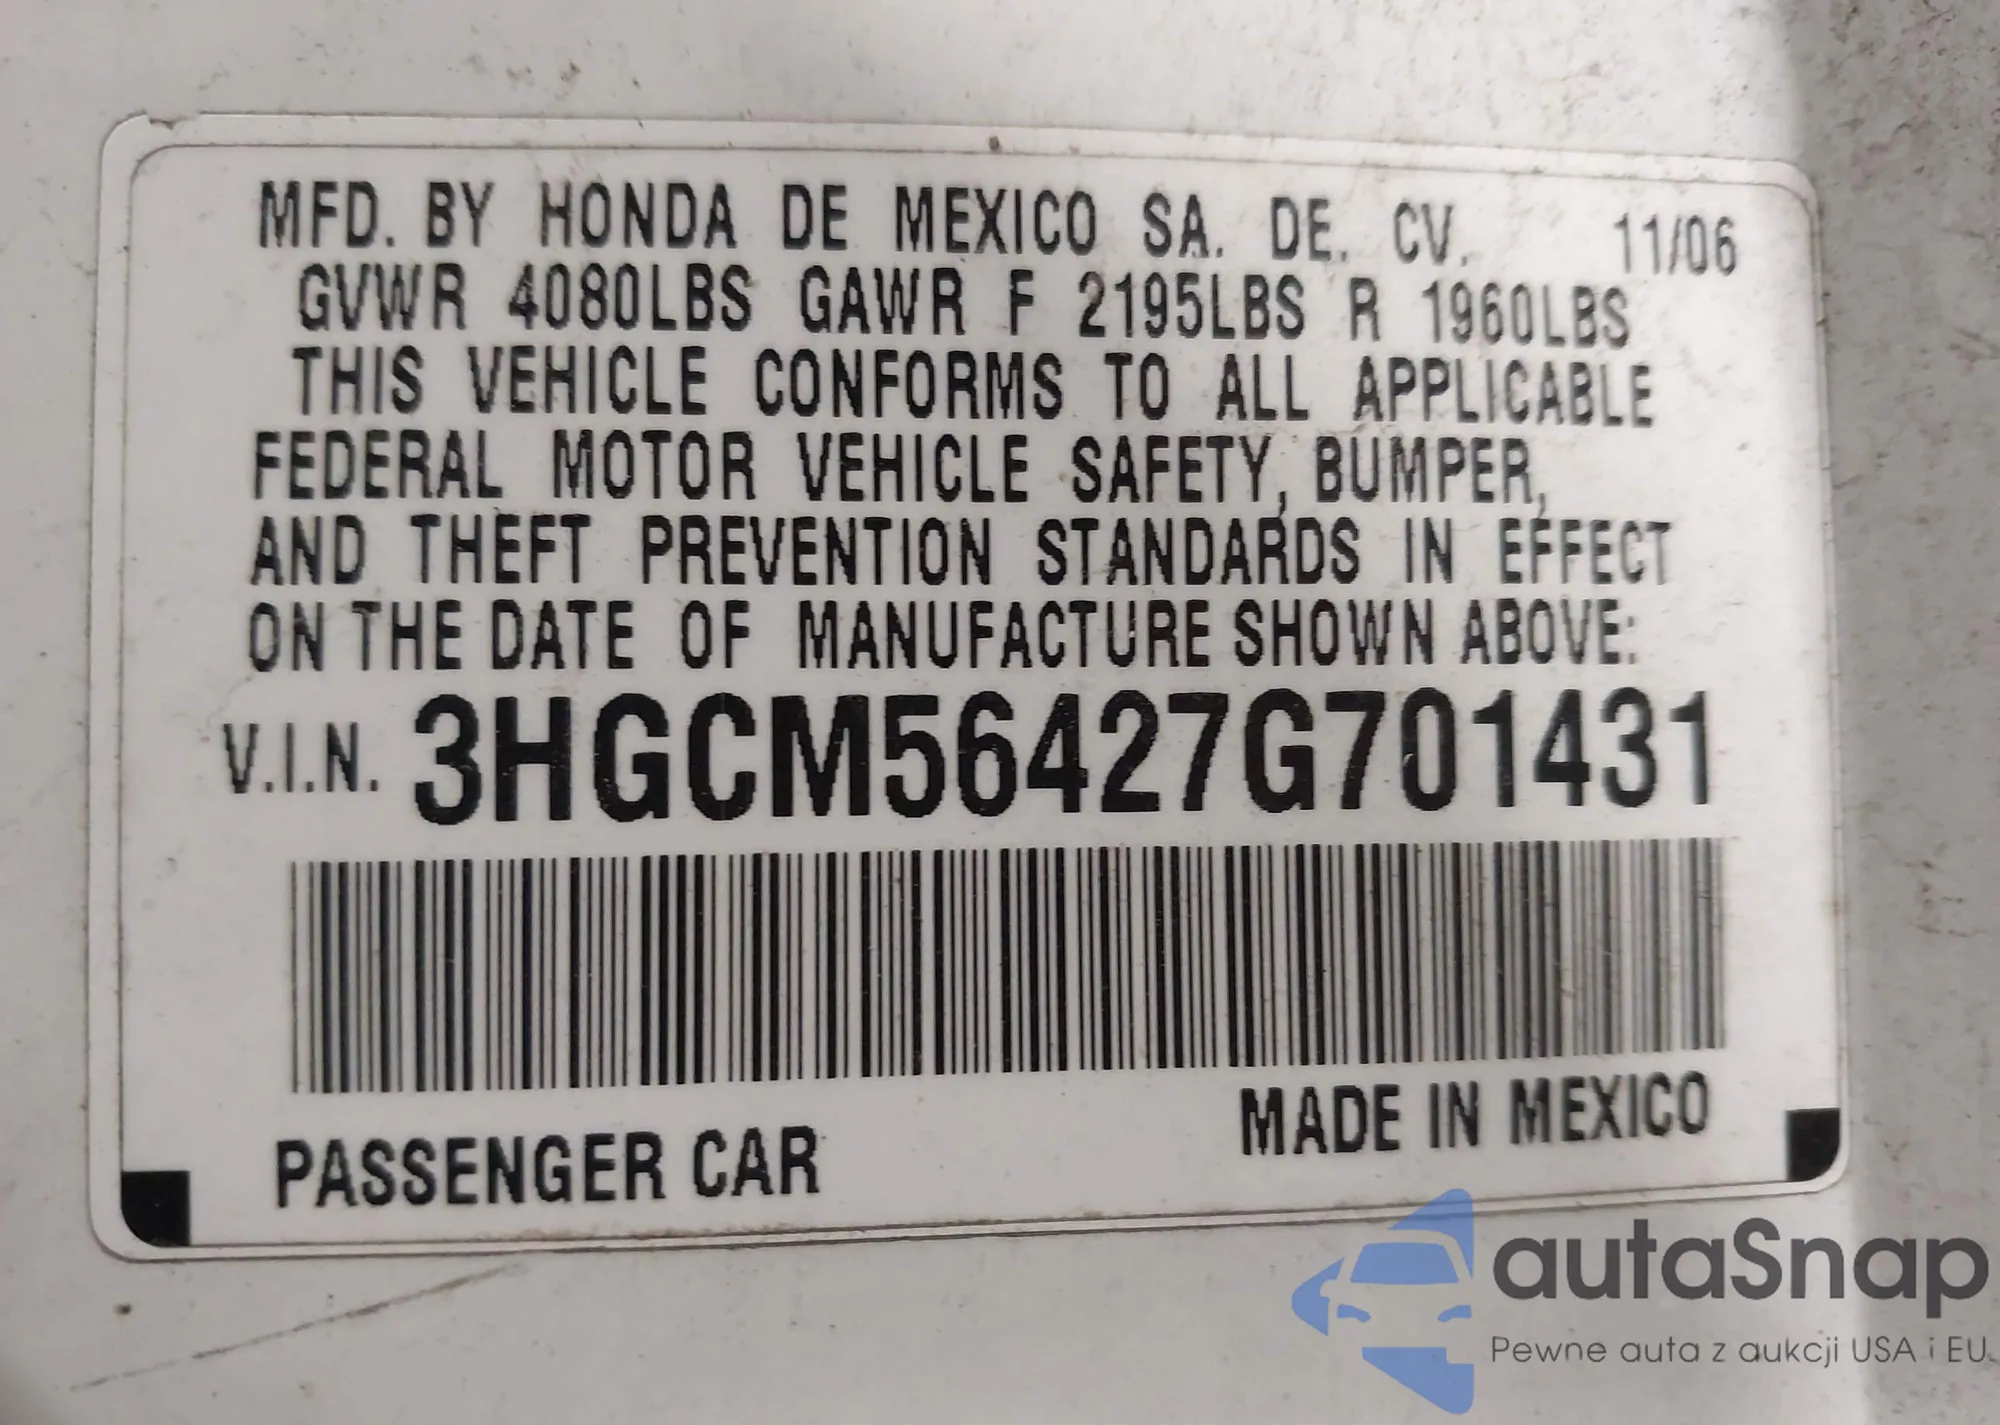 MFD. BY HONDA DE MEXICO SA. DE. CV. 11/06
GVWR 4080LBS GAWR F 2195LBS R 1960LBS
THIS VEHICLE CONFORMS TO ALL APPLICABLE
FEDERAL MOTOR VEHICLE SAFETY, BUMPER,
AND THEFT PREVENTION STANDARDS IN EFFECT
ON THE DATE OF MANUFACTURE SHOWN ABOVE:
V.I.N. 3HGCM56427G701431
PASSENGER CAR
MADE IN MEXICO
autaSnap
Pewne auta z aukcji USA i EU.